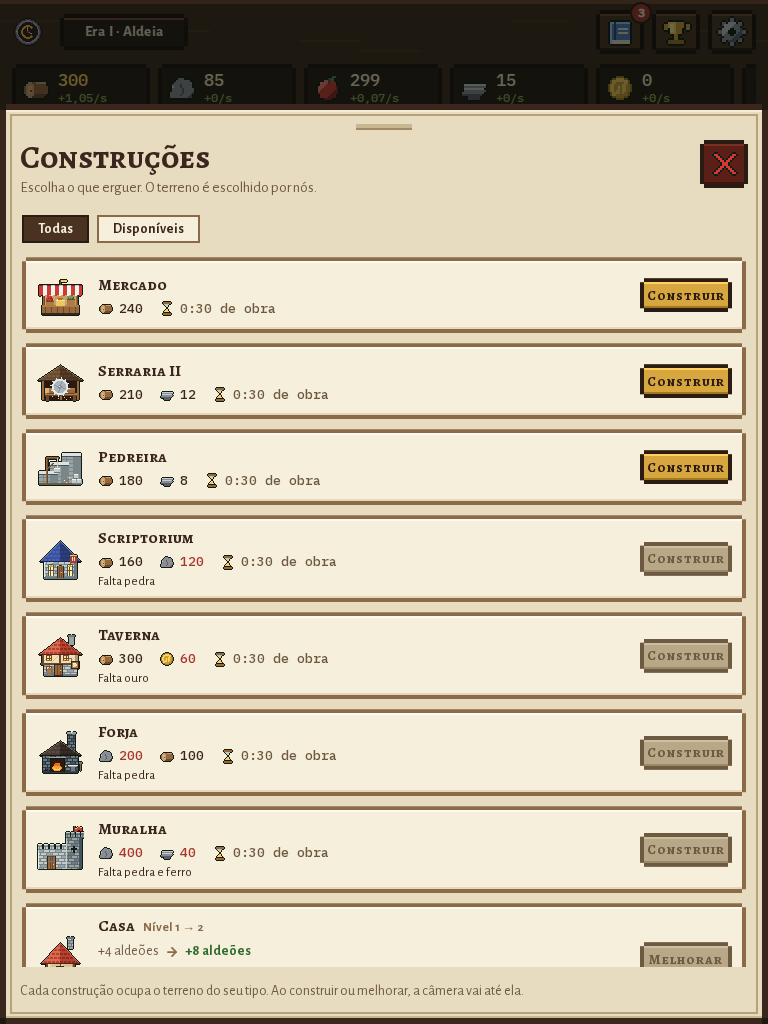 Era I · Aldeia
3
300
+1,05/s
85
+0/s
299
+0,07/s
15
+0/s
0
+0/s
Construções
Escolha o que erguer. O terreno é escolhido por nós.
Todas
Disponíveis
Mercado
240 0:30 de obra
Construir
Serraria II
210 12 0:30 de obra
Construir
Pedreira
180 8 0:30 de obra
Construir
Scriptorium
160 120 0:30 de obra
Falta pedra
Construir
Taverna
300 60 0:30 de obra
Falta ouro
Construir
Forja
200 100 0:30 de obra
Falta pedra
Construir
Muralha
400 40 0:30 de obra
Falta pedra e ferro
Construir
Casa Nível 1 → 2
+4 aldeões → +8 aldeões
Melhorar
Cada construção ocupa o terreno do seu tipo. Ao construir ou melhorar, a câmera vai até ela.